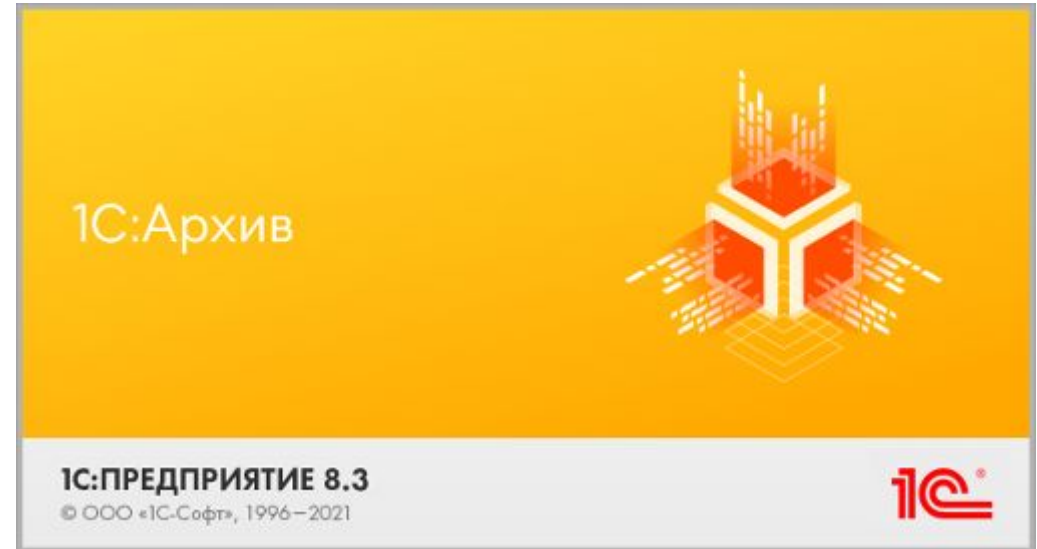 1С:Архив
1С:ПРЕДПРИЯТИЕ 8.3
© ООО «1С-Софт», 1996–2021
1С®